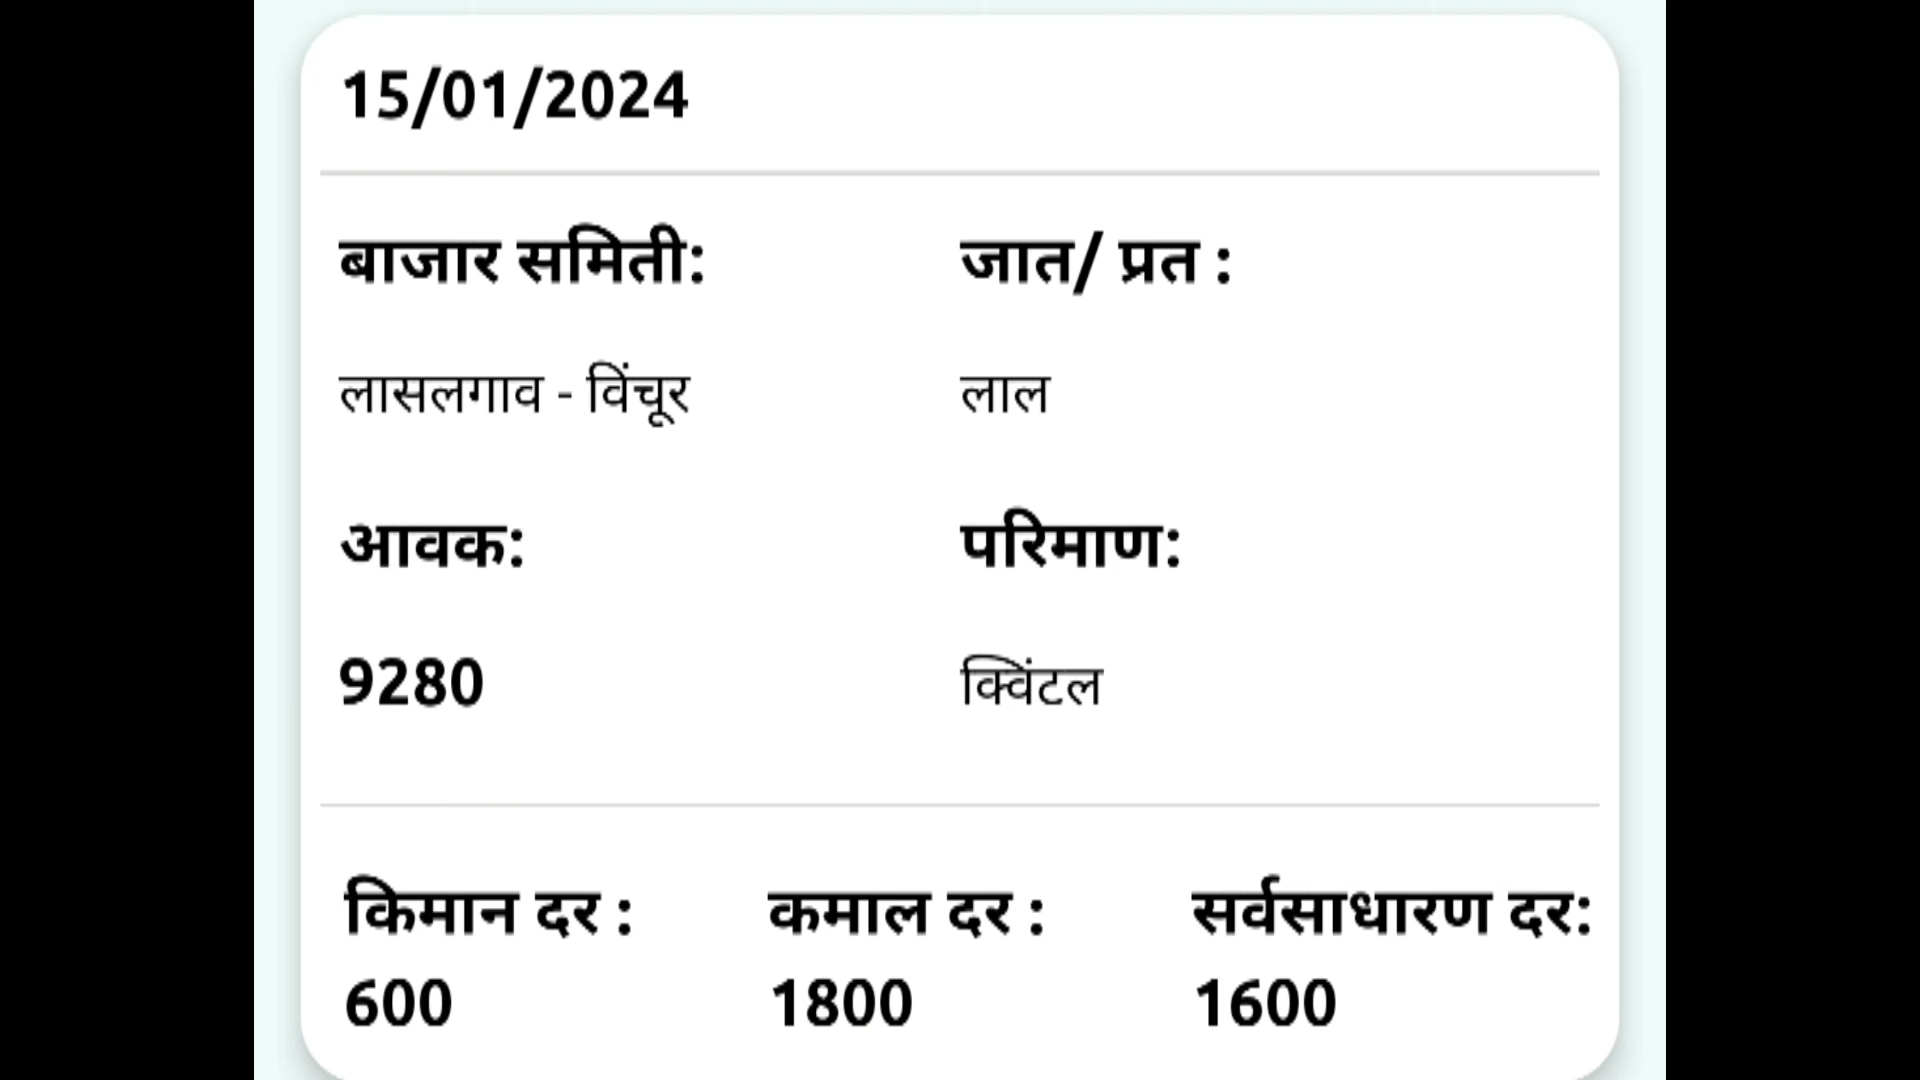 15/01/2024
बाजार समिती: जात/ प्रत :
लासलगाव - विंचूर लाल
आवक: परिमाण:
9280 क्विंटल
किमान दर : कमाल दर : सर्वसाधारण दर:
600 1800 1600